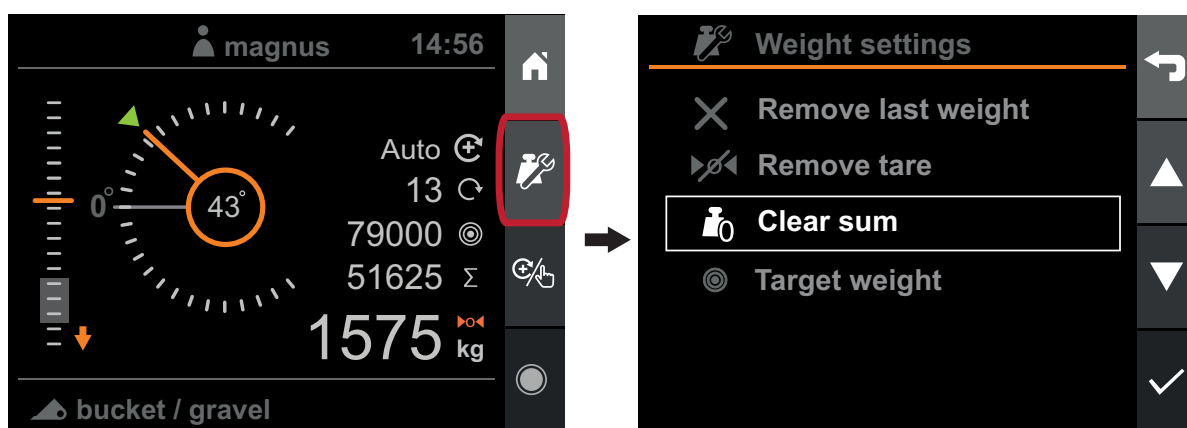 magnus 14:56
0°
43°
Auto
13
79000
51625 Σ
1575 kg
bucket / gravel
Weight settings
Remove last weight
Remove tare
0 Clear sum
Target weight